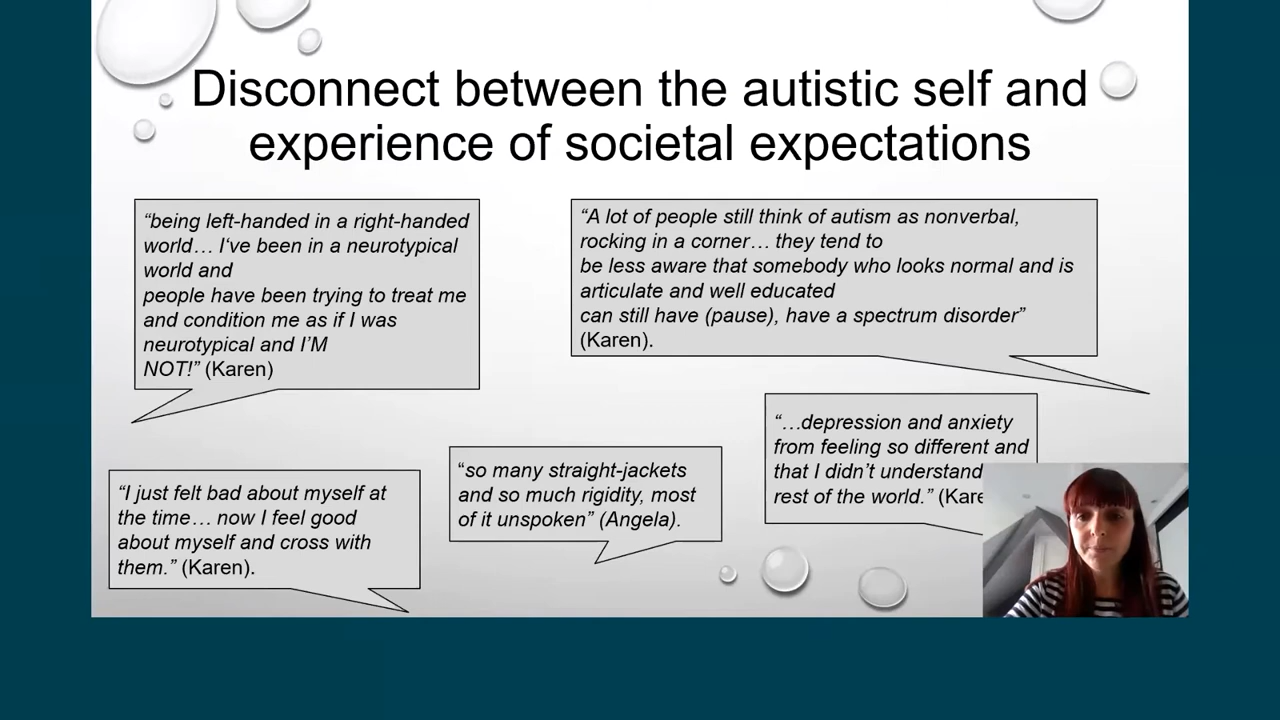 Disconnect between the autistic self and
experience of societal expectations
“being left-handed in a right-handed
world… I‘ve been in a neurotypical
world and
people have been trying to treat me
and condition me as if I was
neurotypical and I’M
NOT!” (Karen)
“A lot of people still think of autism as nonverbal,
rocking in a corner… they tend to
be less aware that somebody who looks normal and is
articulate and well educated
can still have (pause), have a spectrum disorder”
(Karen).
“…depression and anxiety
from feeling so different and
that I didn’t understand
rest of the world.” (Kare
“so many straight-jackets
and so much rigidity, most
of it unspoken” (Angela).
“I just felt bad about myself at
the time… now I feel good
about myself and cross with
them.” (Karen).